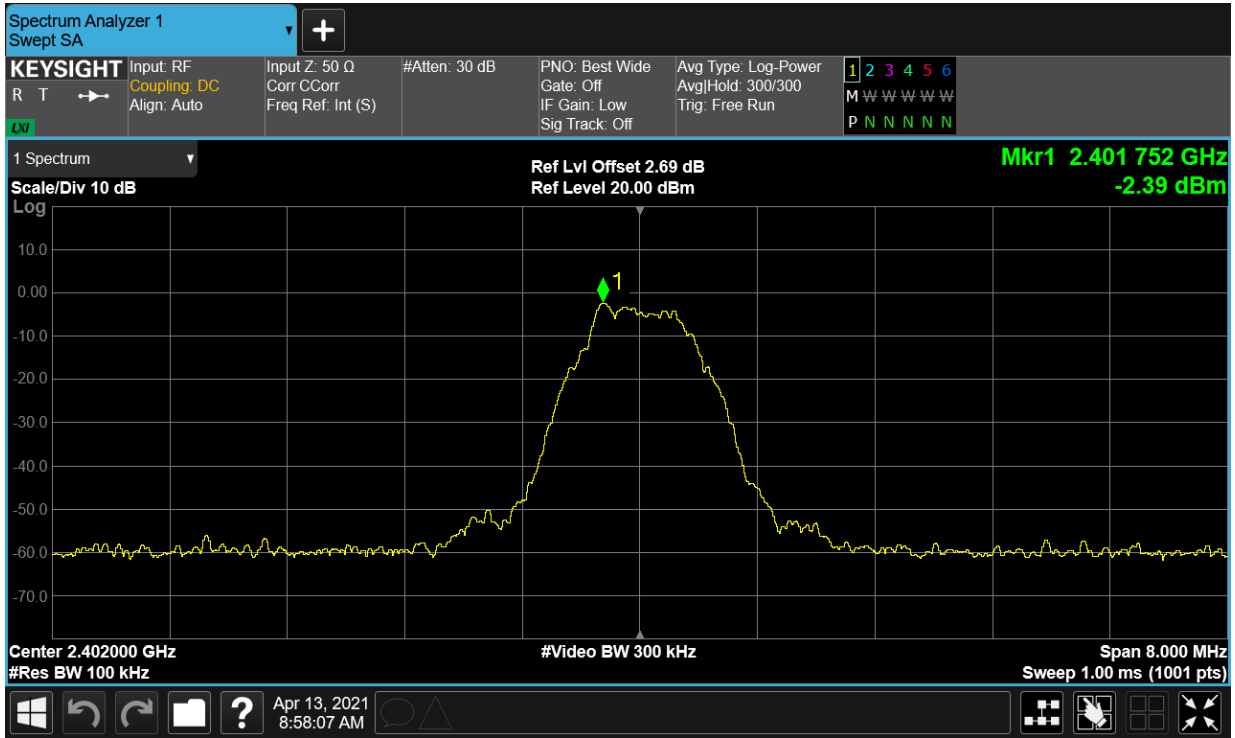 Spectrum Analyzer 1
Swept SA
KEYSIGHT
R T
LXI
Input: RF
Coupling: DC
Align: Auto
Input Z: 50 Ω
Corr CCorr
Freq Ref: Int (S)
#Atten: 30 dB
PNO: Best Wide
Gate: Off
IF Gain: Low
Sig Track: Off
Avg Type: Log-Power
Avg|Hold: 300/300
Trig: Free Run
1 2 3 4 5 6
M W W W W W
P N N N N N
1 Spectrum
Scale/Div 10 dB
Log
Ref Lvl Offset 2.69 dB
Ref Level 20.00 dBm
Mkr1 2.401 752 GHz
-2.39 dBm
1
10.0
0.00
-10.0
-20.0
-30.0
-40.0
-50.0
-60.0
-70.0
Center 2.402000 GHz
#Video BW 300 kHz
Span 8.000 MHz
#Res BW 100 kHz
Sweep 1.00 ms (1001 pts)
?
Apr 13, 2021
8:58:07 AM